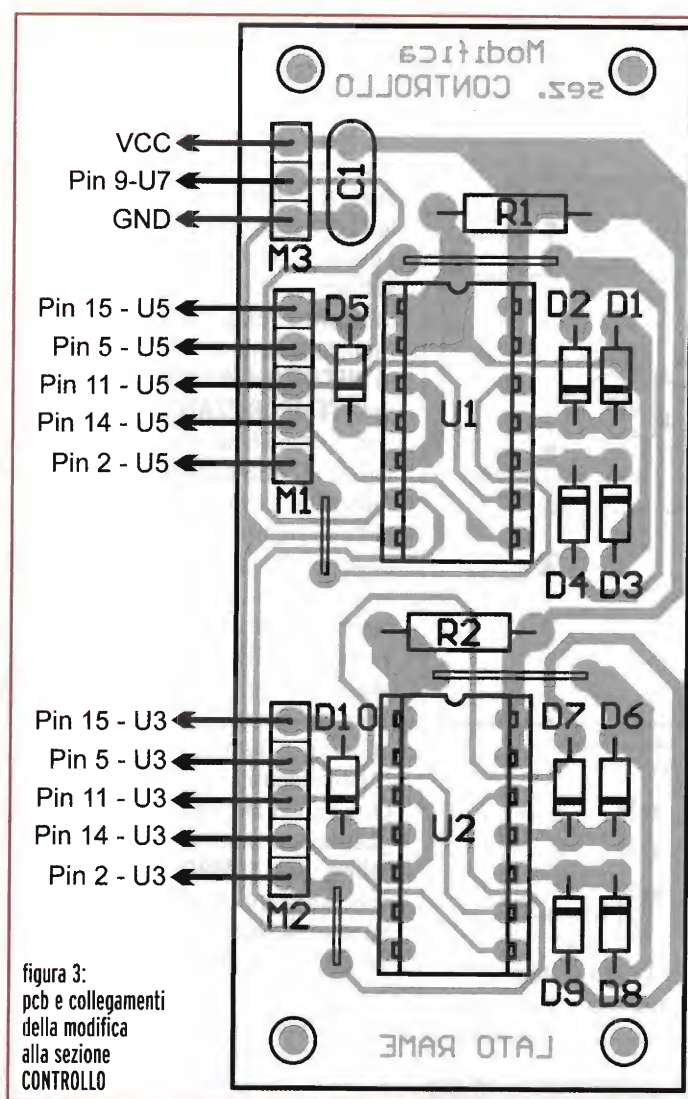 Modifica
sez. CONTROLLO
VCC
Pin 9-U7
GND
M3
C1
R1
Pin 15 - U5
Pin 5 - U5
Pin 11 - U5
Pin 14 - U5
Pin 2 - U5
M1
D5
U1
D2 D1
D4 D3
R2
Pin 15 - U3
Pin 5 - U3
Pin 11 - U3
Pin 14 - U3
Pin 2 - U3
M2
D10
U2
D7 D6
D9 D8
LATO RAME
figura 3:
pcb e collegamenti
della modifica
alla sezione
CONTROLLO